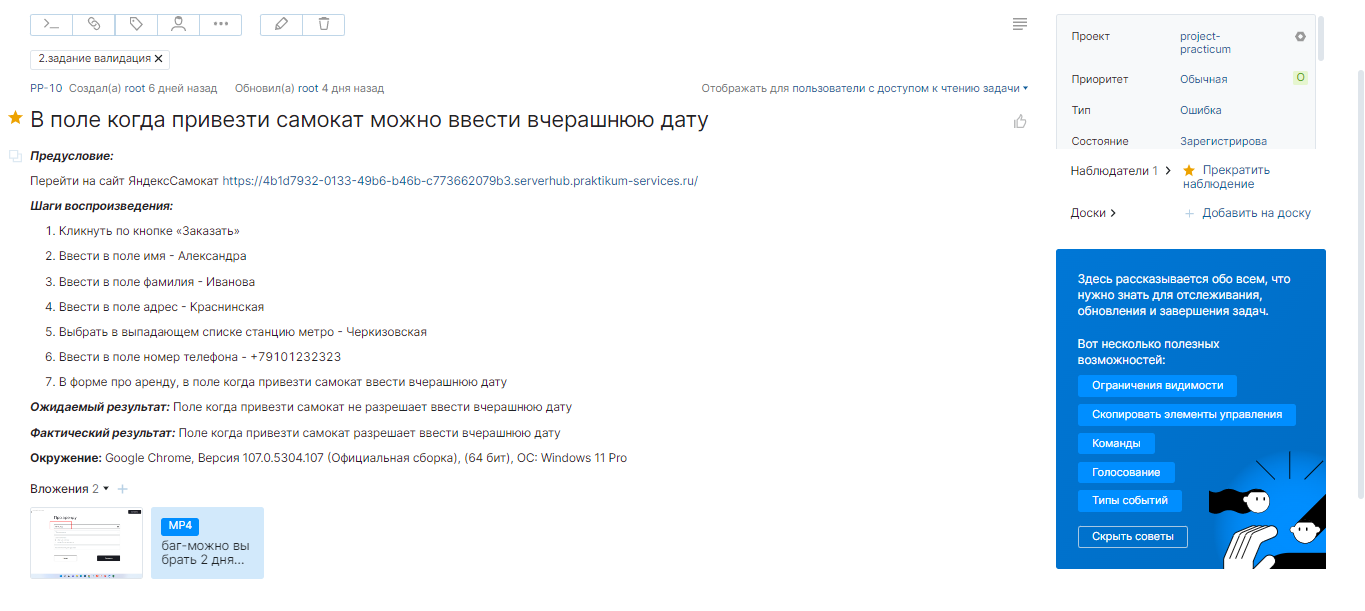 2.задание валидация
PP-10 Создал(а) root 6 дней назад Обновил(а) root 4 дня назад
Отображать для пользователи с доступом к чтению задачи
В поле когда привезти самокат можно ввести вчерашнюю дату
Предусловие:
Перейти на сайт ЯндексСамокат https://4b1d7932-0133-49b6-b46b-c773662079b3.serverhub.praktikum-services.ru/
Шаги воспроизведения:
1. Кликнуть по кнопке «Заказать»
2. Ввести в поле имя - Александра
3. Ввести в поле фамилия - Иванова
4. Ввести в поле адрес - Краснинская
5. Выбрать в выпадающем списке станцию метро - Черкизовская
6. Ввести в поле номер телефона - +79101232323
7. В форме про аренду, в поле когда привезти самокат ввести вчерашнюю дату
Ожидаемый результат: Поле когда привезти самокат не разрешает ввести вчерашнюю дату
Фактический результат: Поле когда привезти самокат разрешает ввести вчерашнюю дату
Окружение: Google Chrome, Версия 107.0.5304.107 (Официальная сборка), (64 бит), ОС: Windows 11 Pro
Вложения 2
MP4
баг-можно вы
брать 2 дня...
Проект
project-
practicum
Приоритет
Обычная
О
Тип
Ошибка
Состояние
Зарегистрирова
Наблюдатели 1
Прекратить
наблюдение
Доски
Добавить на доску
Здесь рассказывается обо всем, что
нужно знать для отслеживания,
обновления и завершения задач.
Вот несколько полезных
возможностей:
Ограничения видимости
Скопировать элементы управления
Команды
Голосование
Типы событий
Скрыть советы